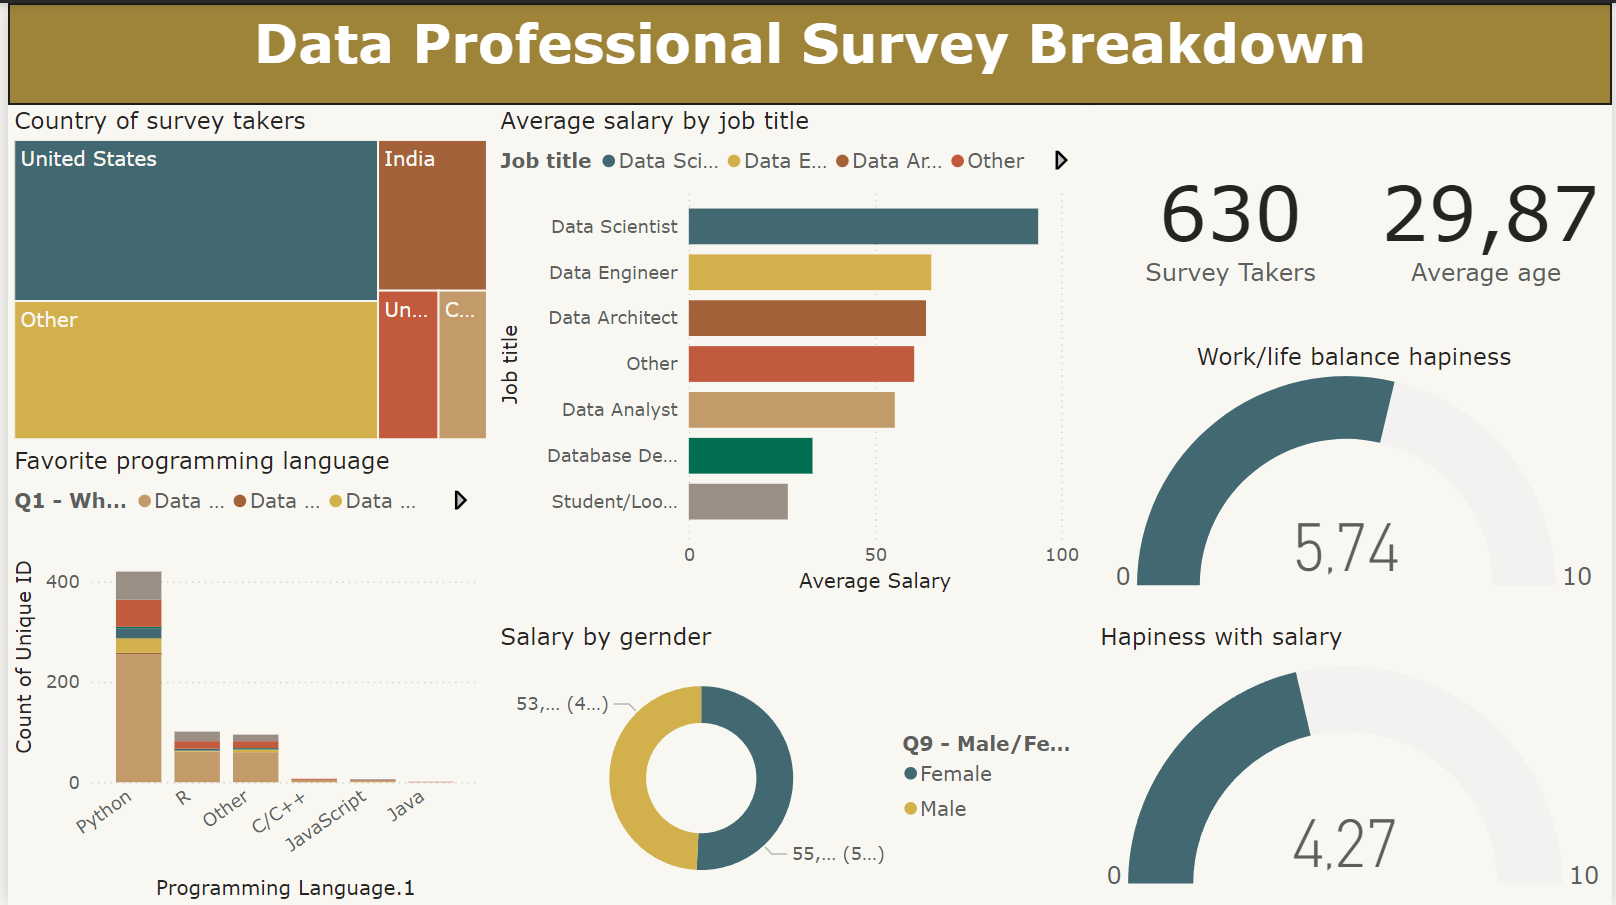 Data Professional Survey Breakdown
Country of survey takers
United States
India
Other
Un...
C...
Average salary by job title
Job title Data Sci... Data E... Data Ar... Other
Job title
Data Scientist
Data Engineer
Data Architect
Other
Data Analyst
Database De...
Student/Loo...
0 50 100
Average Salary
630
Survey Takers
29,87
Average age
Work/life balance hapiness
5,74
0 10
Favorite programming language
Q1 - Wh... Data ... Data ... Data ...
Count of Unique ID
400
200
0
Python R Other C/C++ JavaScript Java
Programming Language.1
Salary by gernder
53,... (4...)
55,... (5...)
Q9 - Male/Fe...
Female
Male
Hapiness with salary
4,27
0 10